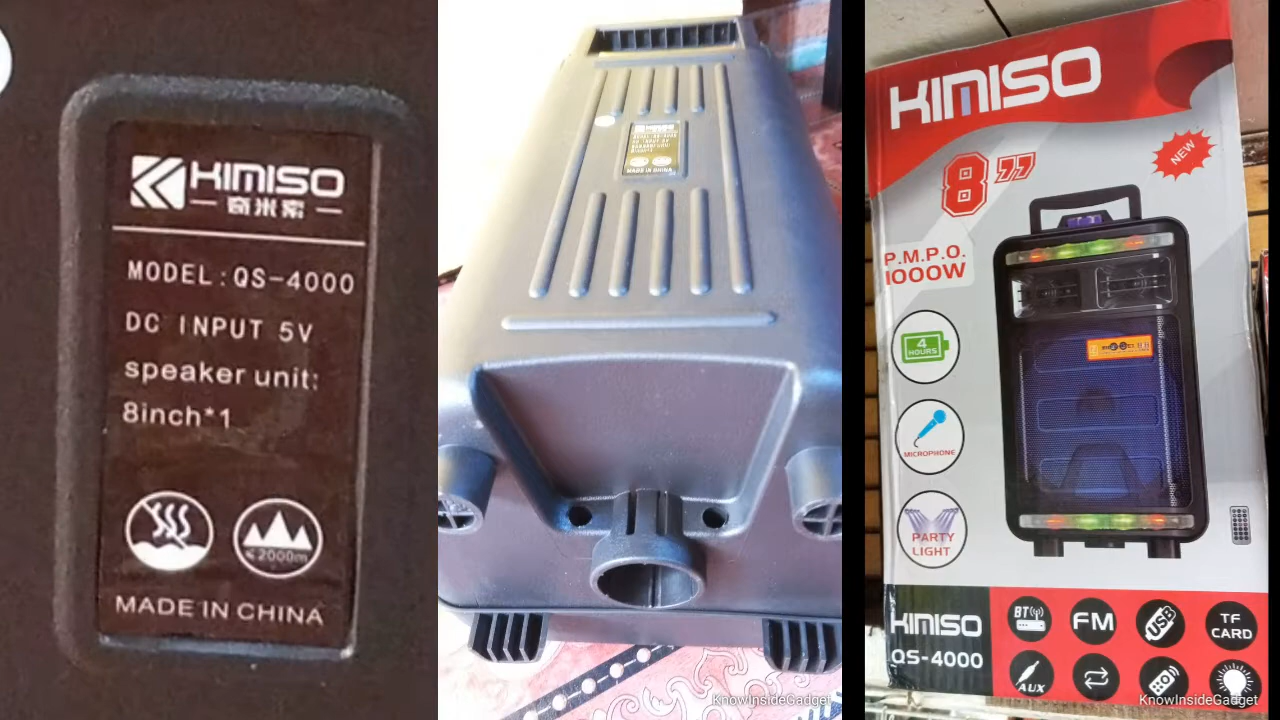 KIMISO
奇米索
MODEL:QS-4000
DC INPUT 5V
speaker unit:
8inch*1
≤2000m
MADE IN CHINA
KIMISO
MADE IN CHINA
KnowInsideGadget
KIMISO
8”
NEW
P.M.P.O.
1000W
4
HOURS
MICROPHONE
PARTY
LIGHT
KIMISO
QS-4000
BT
FM
USB
TF
CARD
AUX
KnowInsideGadget